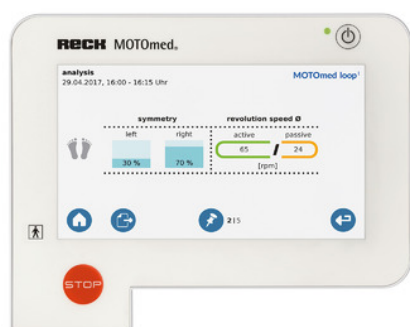 RECK MOTOmed.
analysis
29.04.2017, 16:00 - 16:15 Uhr
MOTOmed loop¹
symmetry
revolution speed Ø
left
right
active
passive
30 %
70 %
65
/
24
[rpm]
2 | 5
STOP